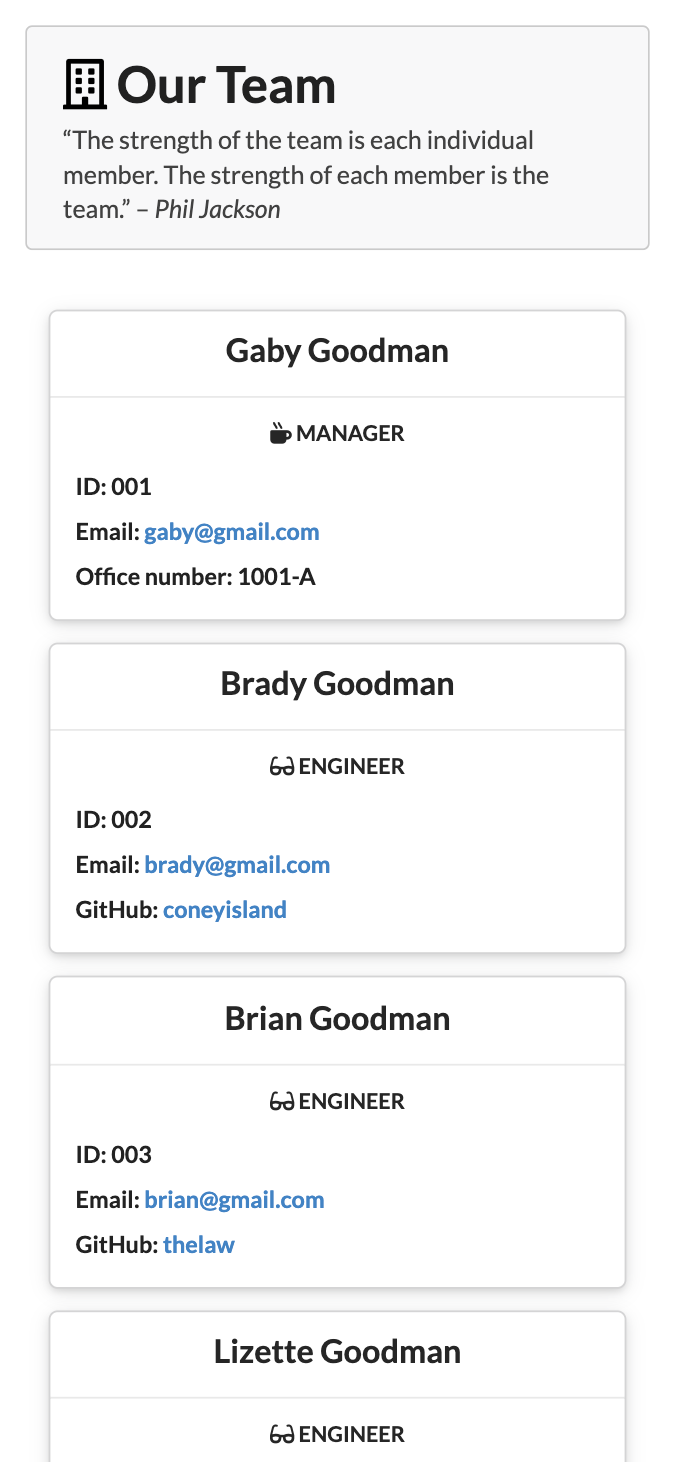 Our Team
“The strength of the team is each individual
member. The strength of each member is the
team.” – Phil Jackson
Gaby Goodman
MANAGER
ID: 001
Email: gaby@gmail.com
Office number: 1001-A
Brady Goodman
ENGINEER
ID: 002
Email: brady@gmail.com
GitHub: coneyisland
Brian Goodman
ENGINEER
ID: 003
Email: brian@gmail.com
GitHub: thelaw
Lizette Goodman
ENGINEER